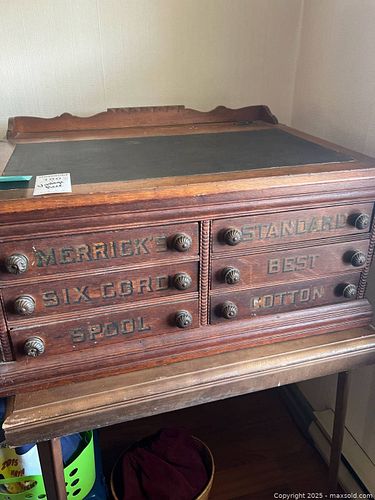 MERRICK'S
SIX CORD
SPOOL
STANDARD
BEST
COTTON
Copyright © 2025 - maxsold.com